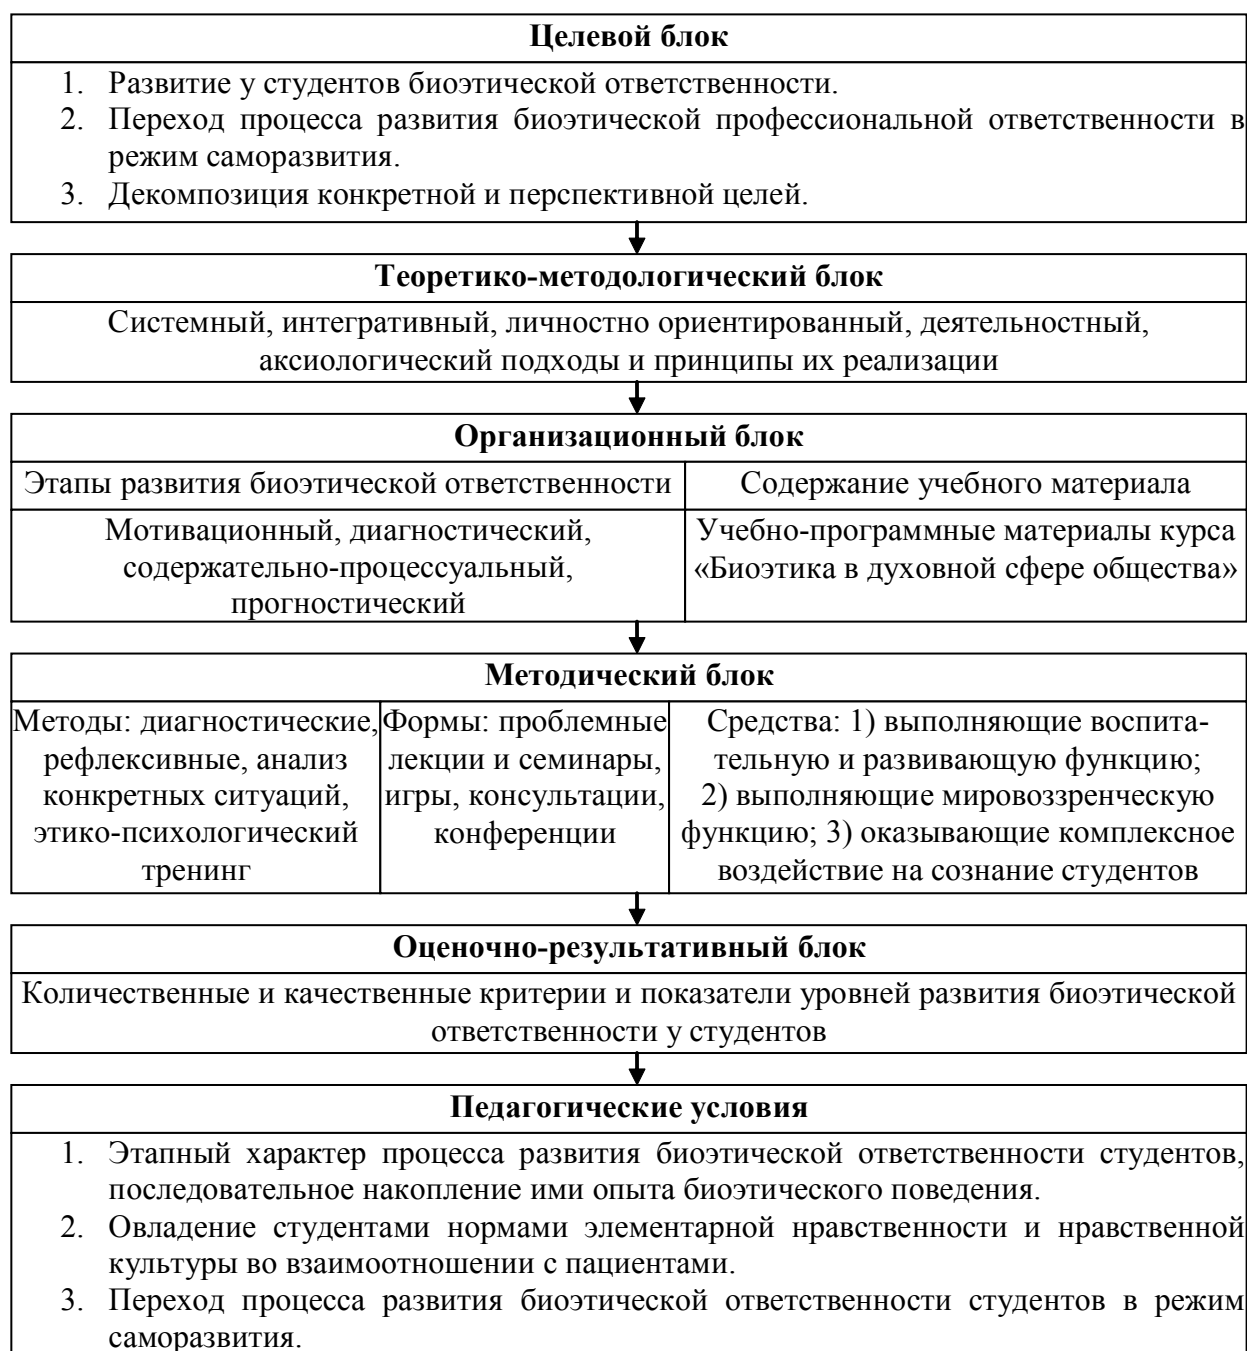 Целевой блок
1. Развитие у студентов биоэтической ответственности.
2. Переход процесса развития биоэтической профессиональной ответственности в
режим саморазвития.
3. Декомпозиция конкретной и перспективной целей.
Теоретико-методологический блок
Системный, интегративный, личностно ориентированный, деятельностный,
аксиологический подходы и принципы их реализации
Организационный блок
Этапы развития биоэтической ответственности
Содержание учебного материала
Мотивационный, диагностический,
содержательно-процессуальный,
прогностический
Учебно-программные материалы курса
«Биоэтика в духовной сфере общества»
Методический блок
Методы: диагностические,
рефлексивные, анализ
конкретных ситуаций,
этико-психологический
тренинг
Формы: проблемные
лекции и семинары,
игры, консультации,
конференции
Средства: 1) выполняющие воспита-
тельную и развивающую функцию;
2) выполняющие мировоззренческую
функцию; 3) оказывающие комплексное
воздействие на сознание студентов
Оценочно-результативный блок
Количественные и качественные критерии и показатели уровней развития биоэтической
ответственности у студентов
Педагогические условия
1. Этапный характер процесса развития биоэтической ответственности студентов,
последовательное накопление ими опыта биоэтического поведения.
2. Овладение студентами нормами элементарной нравственности и нравственной
культуры во взаимоотношении с пациентами.
3. Переход процесса развития биоэтической ответственности студентов в режим
саморазвития.